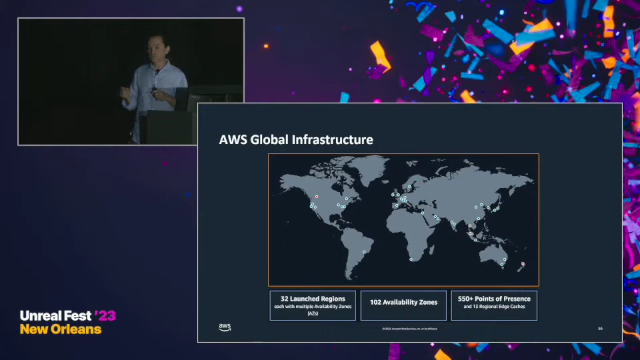 AWS Global Infrastructure
32 Launched Regions
each with multiple Availability Zones
(AZs)
102 Availability Zones
550+ Points of Presence
and 13 Regional Edge Caches
Unreal Fest '23
New Orleans
aws